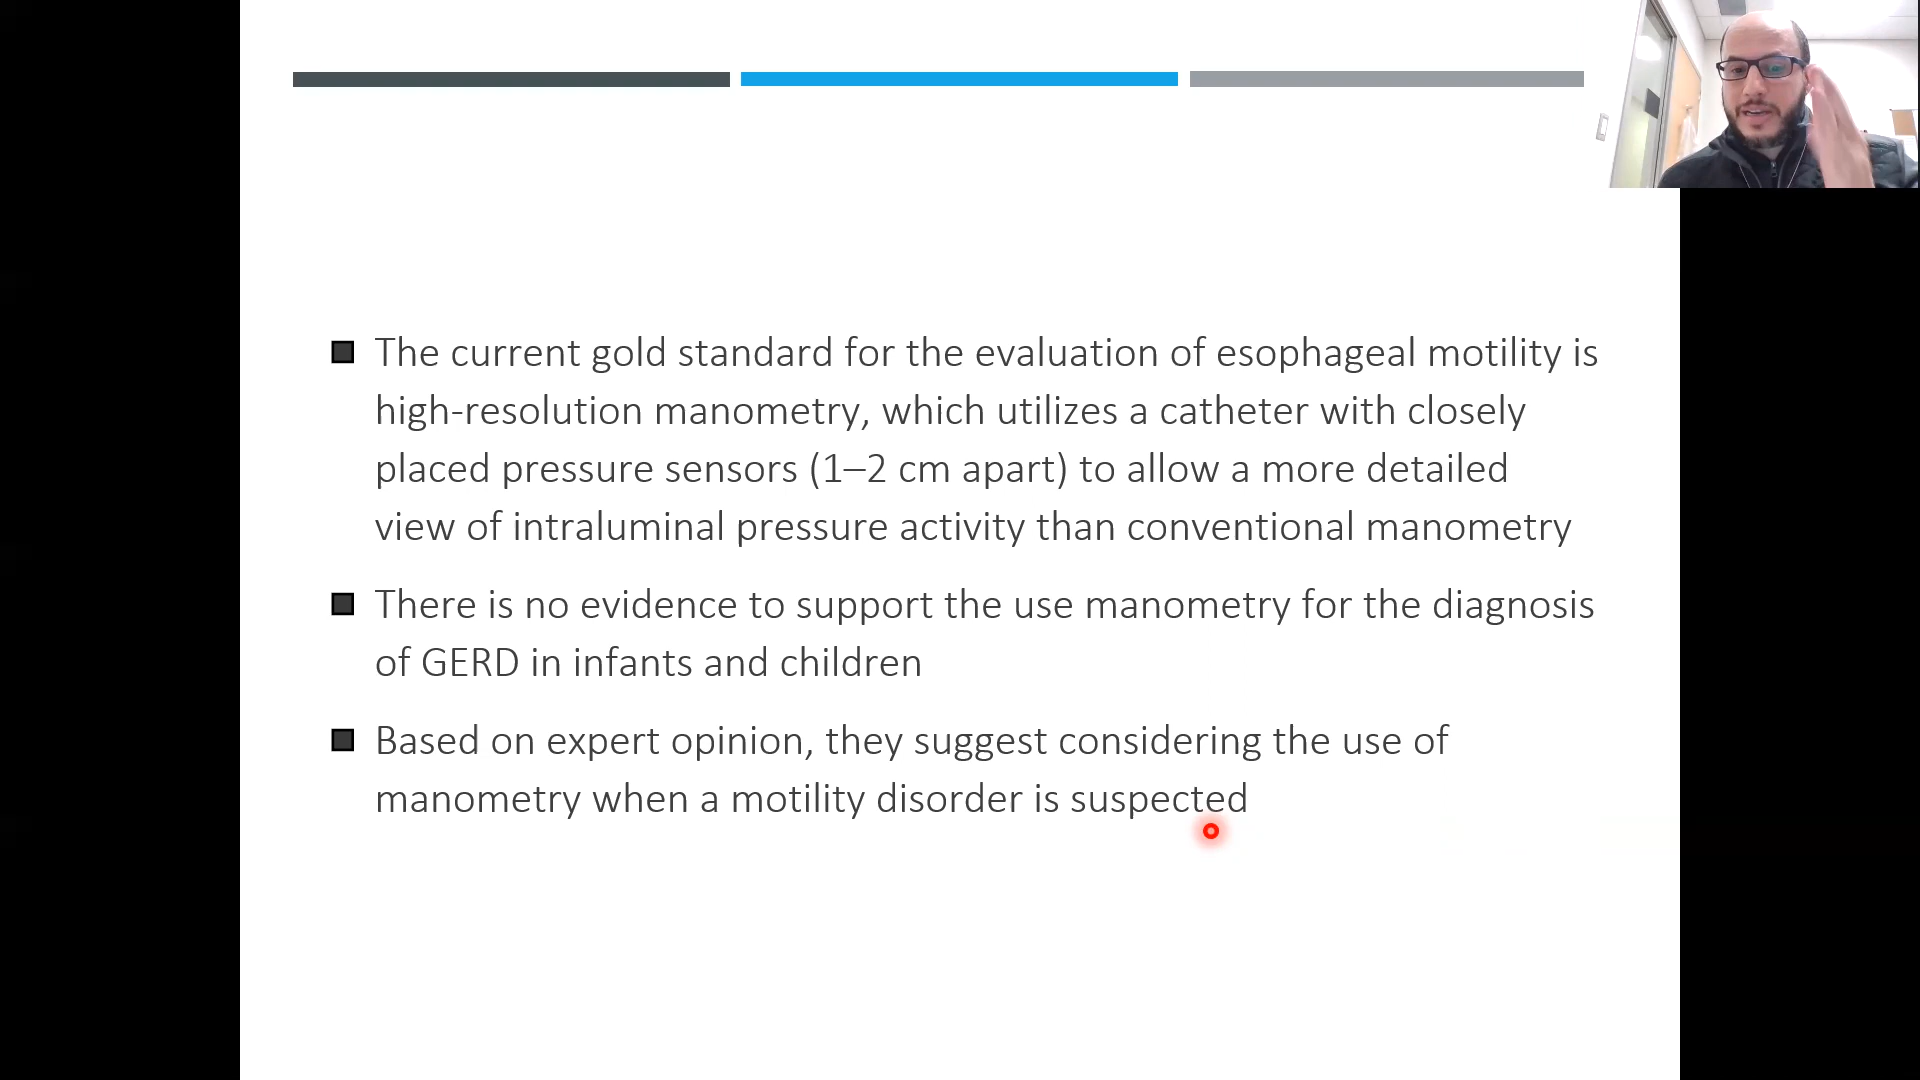 The current gold standard for the evaluation of esophageal motility is
high-resolution manometry, which utilizes a catheter with closely
placed pressure sensors (1–2 cm apart) to allow a more detailed
view of intraluminal pressure activity than conventional manometry
There is no evidence to support the use manometry for the diagnosis
of GERD in infants and children
Based on expert opinion, they suggest considering the use of
manometry when a motility disorder is suspected